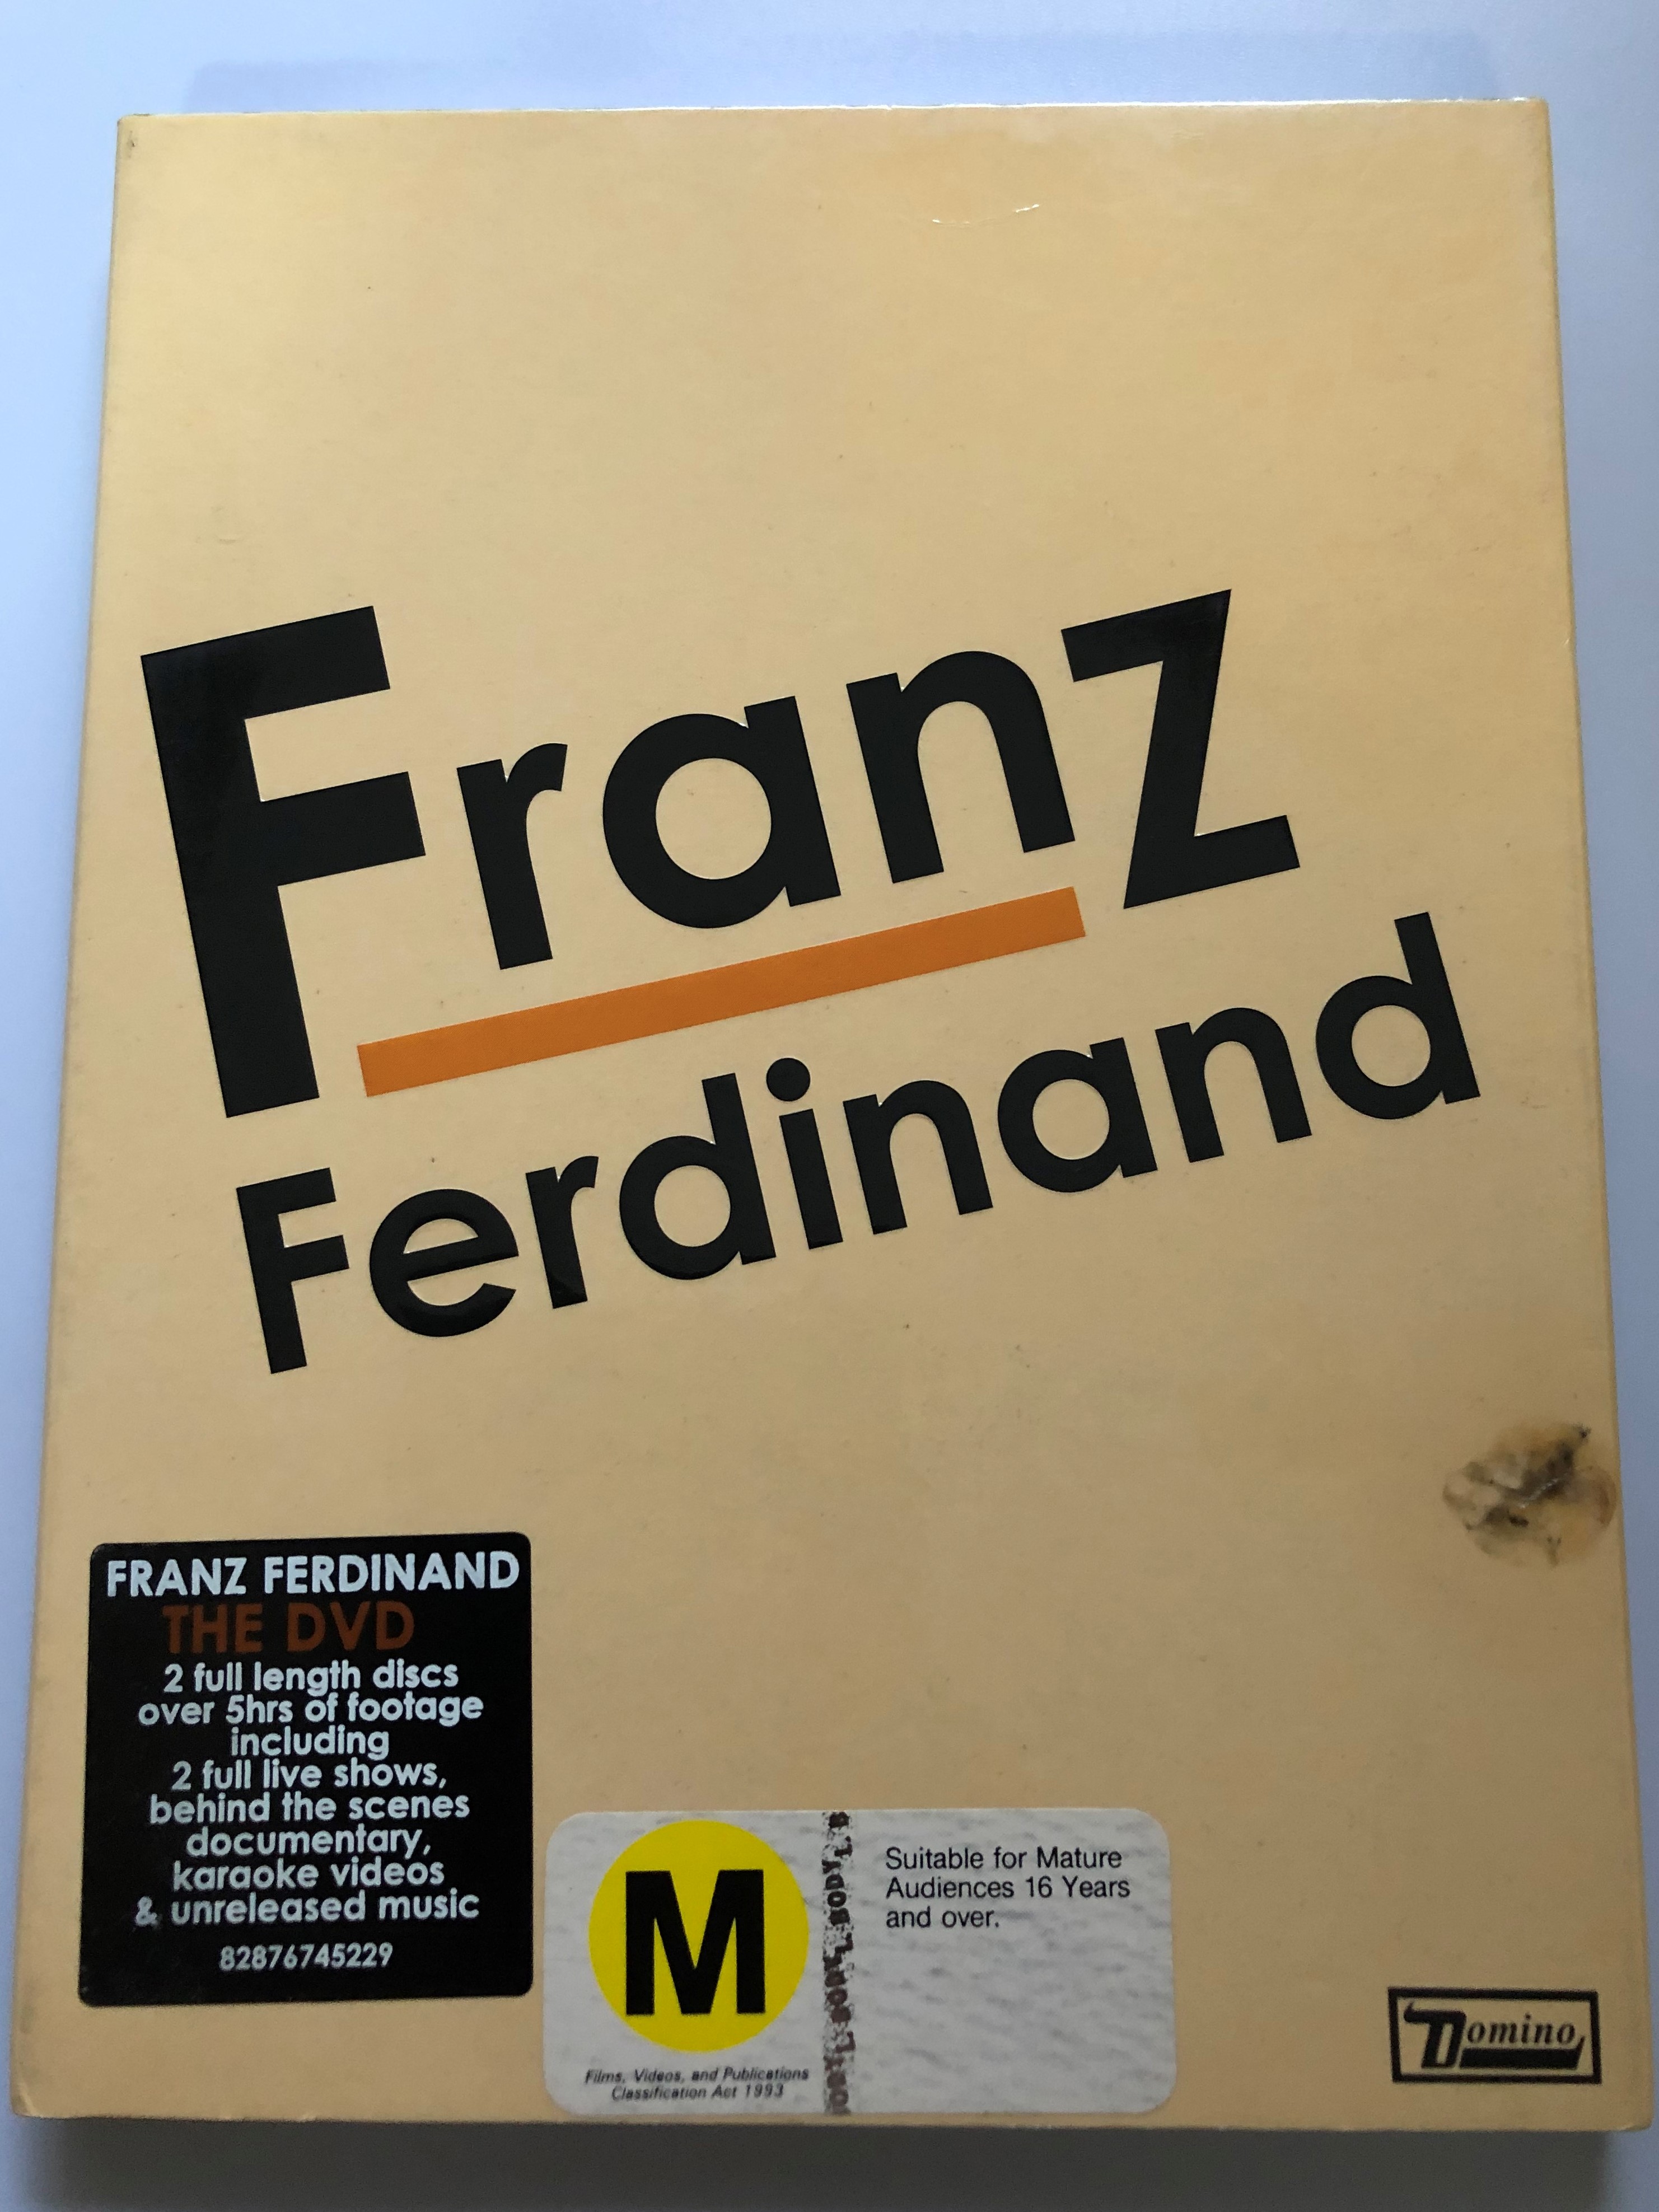 Franz
Ferdinand
FRANZ FERDINAND
THE DVD
2 full length discs
over 5hrs of footage
including
2 full live shows,
behind the scenes
documentary,
karaoke videos
& unreleased music
82876745229
M
Films, Videos, and Publications
Classification Act 1993
Suitable for Mature
Audiences 16 Years
and over.
Domino